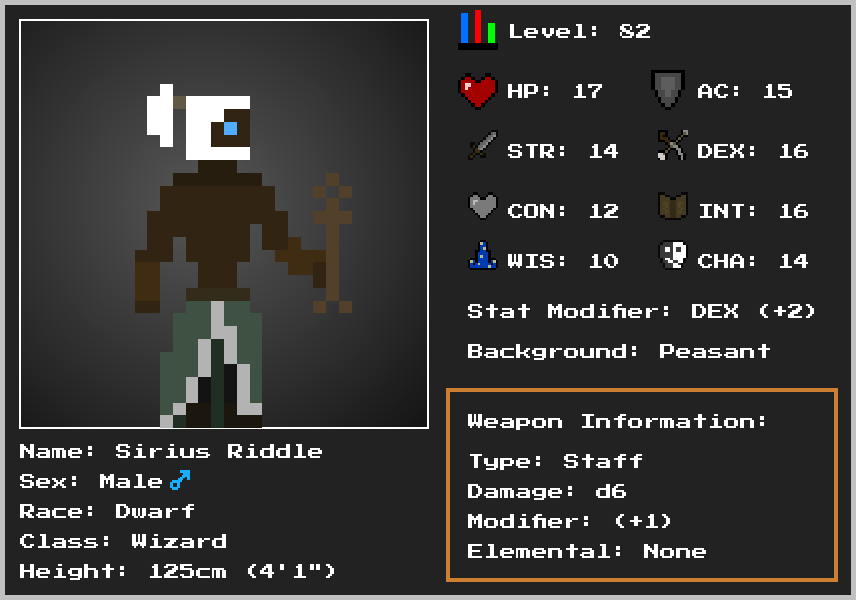 Level: 82
HP: 17
AC: 15
STR: 14
DEX: 16
CON: 12
INT: 16
WIS: 10
CHA: 14
Stat Modifier: DEX (+2)
Background: Peasant
Weapon Information:
Type: Staff
Damage: d6
Modifier: (+1)
Elemental: None
Name: Sirius Riddle
Sex: Male ♂
Race: Dwarf
Class: Wizard
Height: 125cm (4'1")